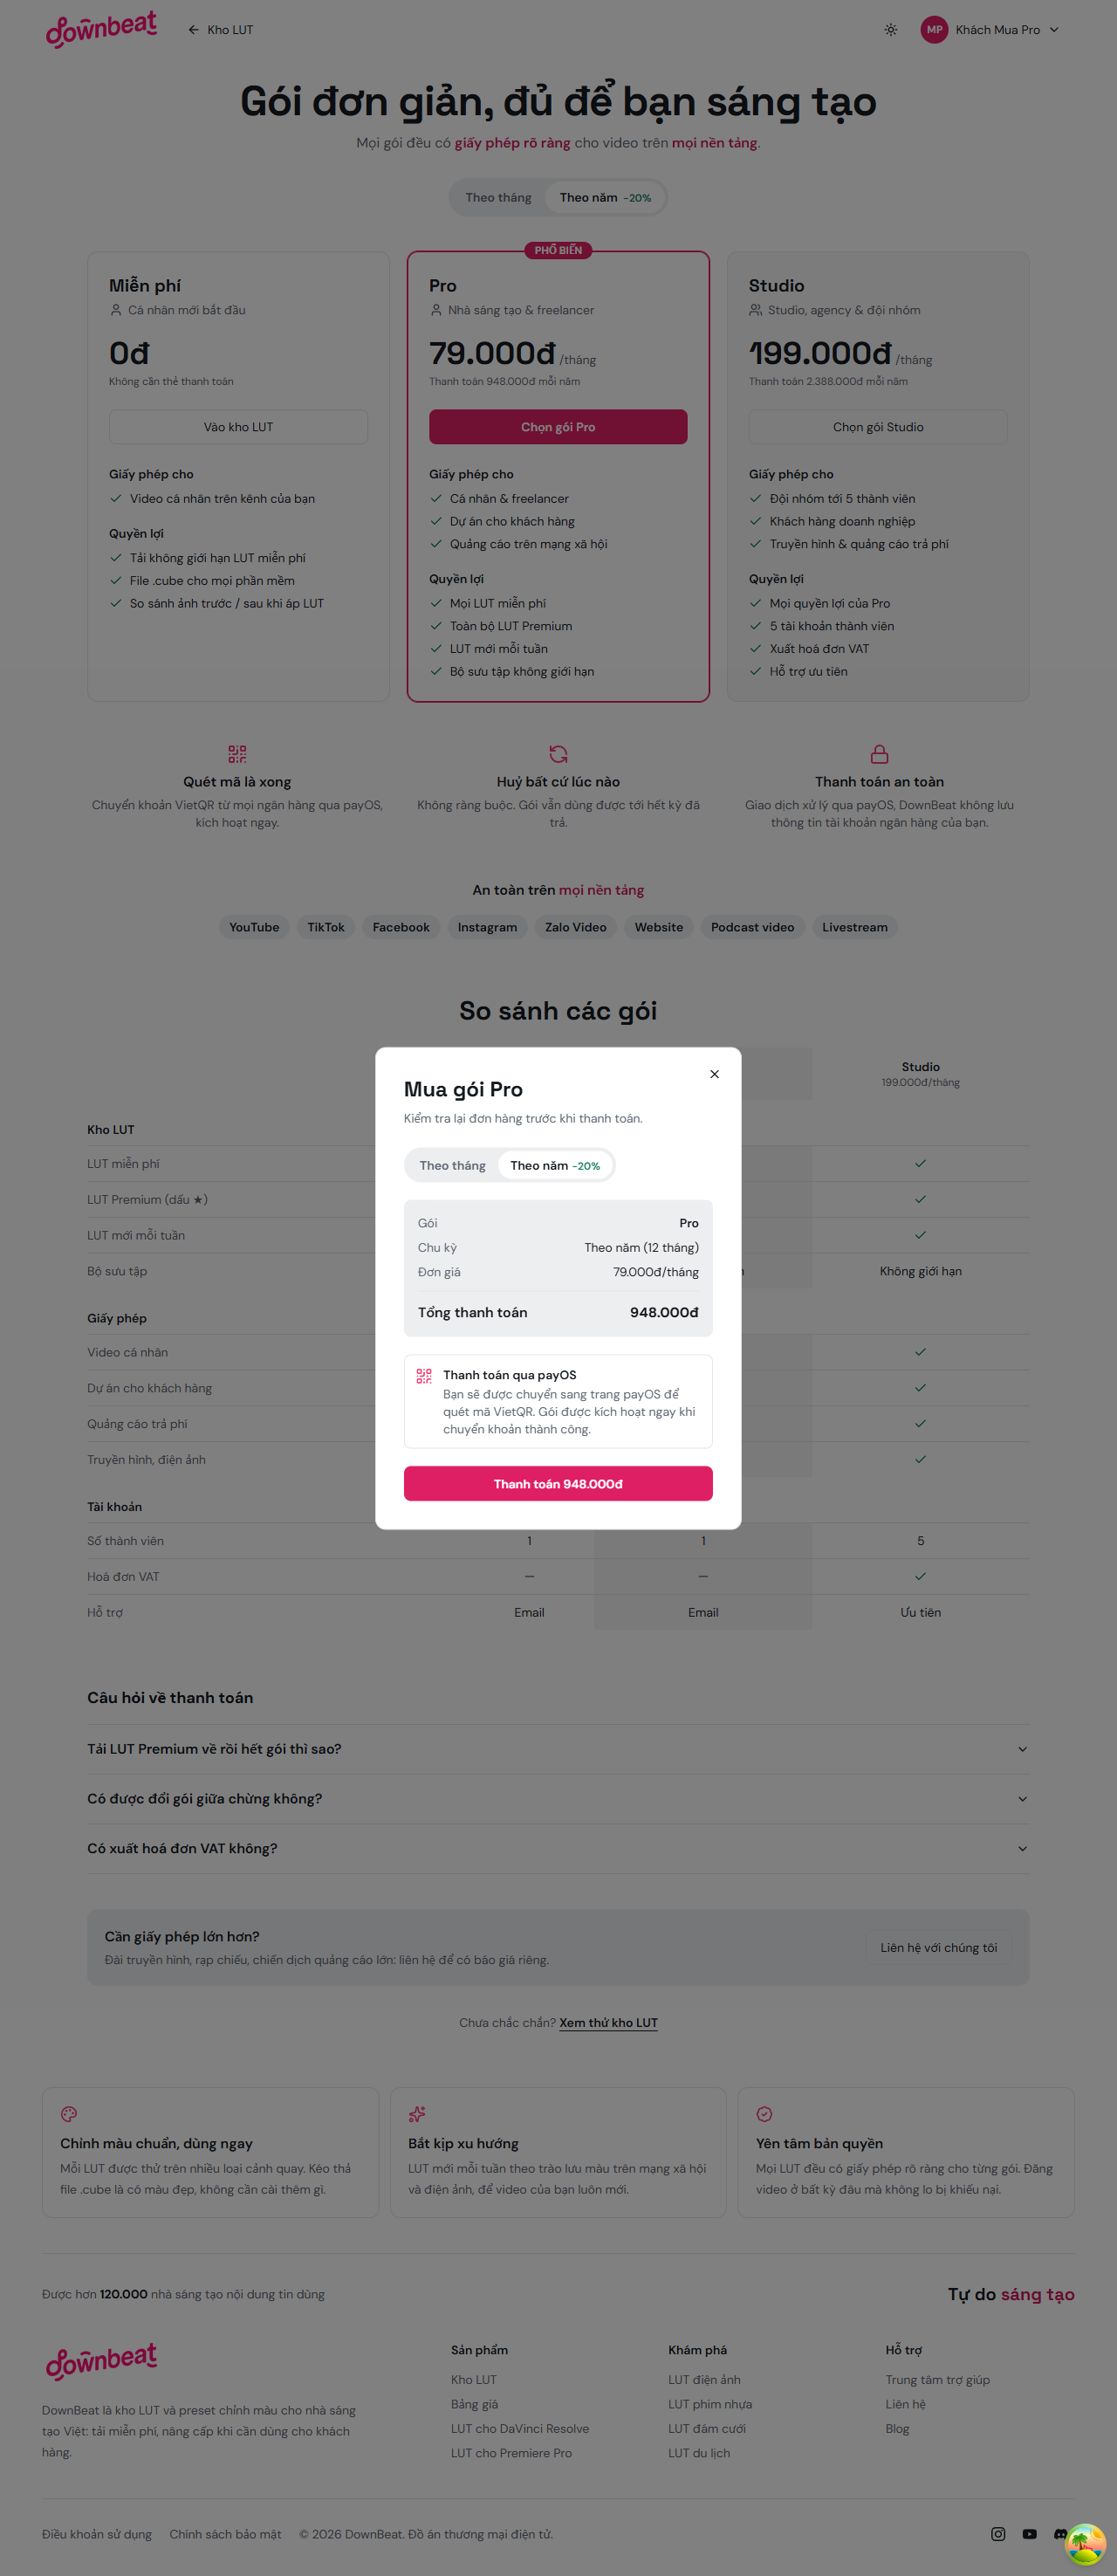 downbeat
Kho LUT
MP
Khách Mua Pro
Gói đơn giản, đủ để bạn sáng tạo
Mọi gói đều có giấy phép rõ ràng cho video trên mọi nền tảng.
Theo tháng
Theo năm -20%
PHỔ BIẾN
Miễn phí
Cá nhân mới bắt đầu
0đ
Không cần thẻ thanh toán
Vào kho LUT
Giấy phép cho
Video cá nhân trên kênh của bạn
Quyền lợi
Tải không giới hạn LUT miễn phí
File .cube cho mọi phần mềm
So sánh ảnh trước / sau khi áp LUT
Pro
Nhà sáng tạo & freelancer
79.000đ /tháng
Thanh toán 948.000đ mỗi năm
Chọn gói Pro
Giấy phép cho
Cá nhân & freelancer
Dự án cho khách hàng
Quảng cáo trên mạng xã hội
Quyền lợi
Mọi LUT miễn phí
Toàn bộ LUT Premium
LUT mới mỗi tuần
Bộ sưu tập không giới hạn
Studio
Studio, agency & đội nhóm
199.000đ /tháng
Thanh toán 2.388.000đ mỗi năm
Chọn gói Studio
Giấy phép cho
Đội nhóm tới 5 thành viên
Khách hàng doanh nghiệp
Truyền hình & quảng cáo trả phí
Quyền lợi
Mọi quyền lợi của Pro
5 tài khoản thành viên
Xuất hoá đơn VAT
Hỗ trợ ưu tiên
Quét mã là xong
Chuyển khoản VietQR từ mọi ngân hàng qua payOS,
kích hoạt ngay.
Huỷ bất cứ lúc nào
Không ràng buộc. Gói vẫn dùng được tới hết kỳ đã
trả.
Thanh toán an toàn
Giao dịch xử lý qua payOS, DownBeat không lưu
thông tin tài khoản ngân hàng của bạn.
An toàn trên mọi nền tảng
YouTube
TikTok
Facebook
Instagram
Zalo Video
Website
Podcast video
Livestream
So sánh các gói
Studio
199.000đ/tháng
Kho LUT
LUT miễn phí
LUT Premium (dấu ★)
LUT mới mỗi tuần
Bộ sưu tập
Không giới hạn
Giấy phép
Video cá nhân
Dự án cho khách hàng
Quảng cáo trả phí
Truyền hình, điện ảnh
Tài khoản
Số thành viên
1
1
5
Hoá đơn VAT
—
—
Hỗ trợ
Email
Email
Ưu tiên
Mua gói Pro
Kiểm tra lại đơn hàng trước khi thanh toán.
Theo tháng
Theo năm -20%
Gói
Pro
Chu kỳ
Theo năm (12 tháng)
Đơn giá
79.000đ/tháng
Tổng thanh toán
948.000đ
Thanh toán qua payOS
Bạn sẽ được chuyển sang trang payOS để
quét mã VietQR. Gói được kích hoạt ngay khi
chuyển khoản thành công.
Thanh toán 948.000đ
Câu hỏi về thanh toán
Tải LUT Premium về rồi hết gói thì sao?
Có được đổi gói giữa chừng không?
Có xuất hoá đơn VAT không?
Cần giấy phép lớn hơn?
Đài truyền hình, rạp chiếu, chiến dịch quảng cáo lớn: liên hệ để có báo giá riêng.
Liên hệ với chúng tôi
Chưa chắc chắn? Xem thử kho LUT
Chỉnh màu chuẩn, dùng ngay
Mỗi LUT được thử trên nhiều loại cảnh quay. Kéo thả
file .cube là có màu đẹp, không cần cài thêm gì.
Bắt kịp xu hướng
LUT mới mỗi tuần theo trào lưu màu trên mạng xã hội
và điện ảnh, để video của bạn luôn mới.
Yên tâm bản quyền
Mọi LUT đều có giấy phép rõ ràng cho từng gói. Đăng
video ở bất kỳ đâu mà không lo bị khiếu nại.
Được hơn 120.000 nhà sáng tạo nội dung tin dùng
Tự do sáng tạo
downbeat
DownBeat là kho LUT và preset chỉnh màu cho nhà sáng
tạo Việt: tải miễn phí, nâng cấp khi cần dùng cho khách
hàng.
Sản phẩm
Kho LUT
Bảng giá
LUT cho DaVinci Resolve
LUT cho Premiere Pro
Khám phá
LUT điện ảnh
LUT phim nhựa
LUT đám cưới
LUT du lịch
Hỗ trợ
Trung tâm trợ giúp
Liên hệ
Blog
Điều khoản sử dụng
Chính sách bảo mật
© 2026 DownBeat. Đồ án thương mại điện tử.